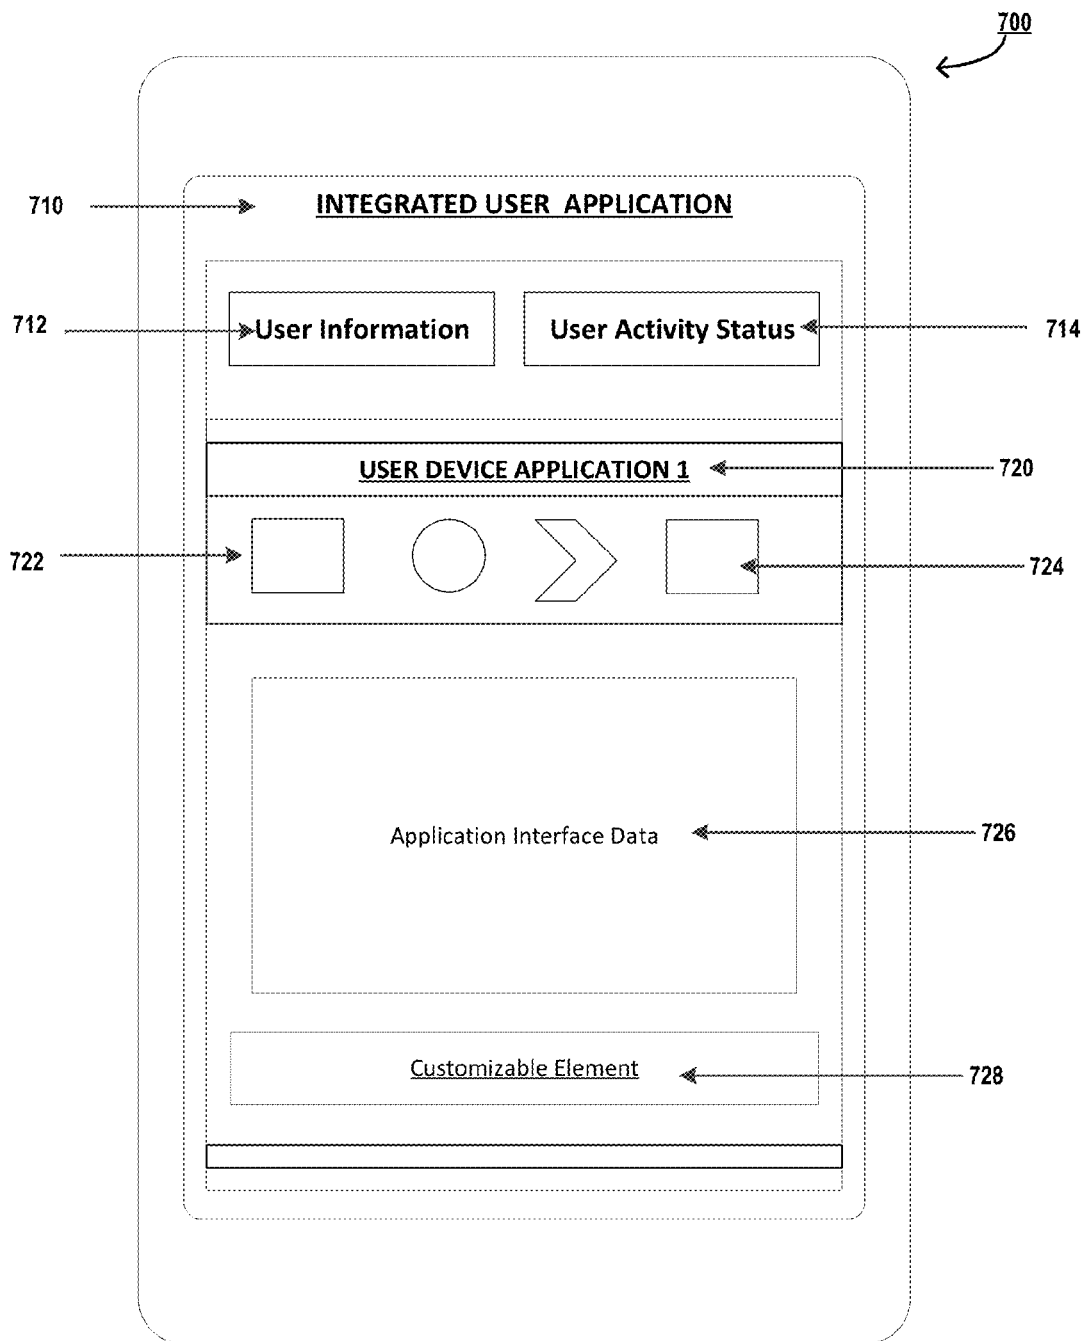 700
710
INTEGRATED USER APPLICATION
712
User Information
User Activity Status
714
USER DEVICE APPLICATION 1
720
722
724
Application Interface Data
726
Customizable Element
728